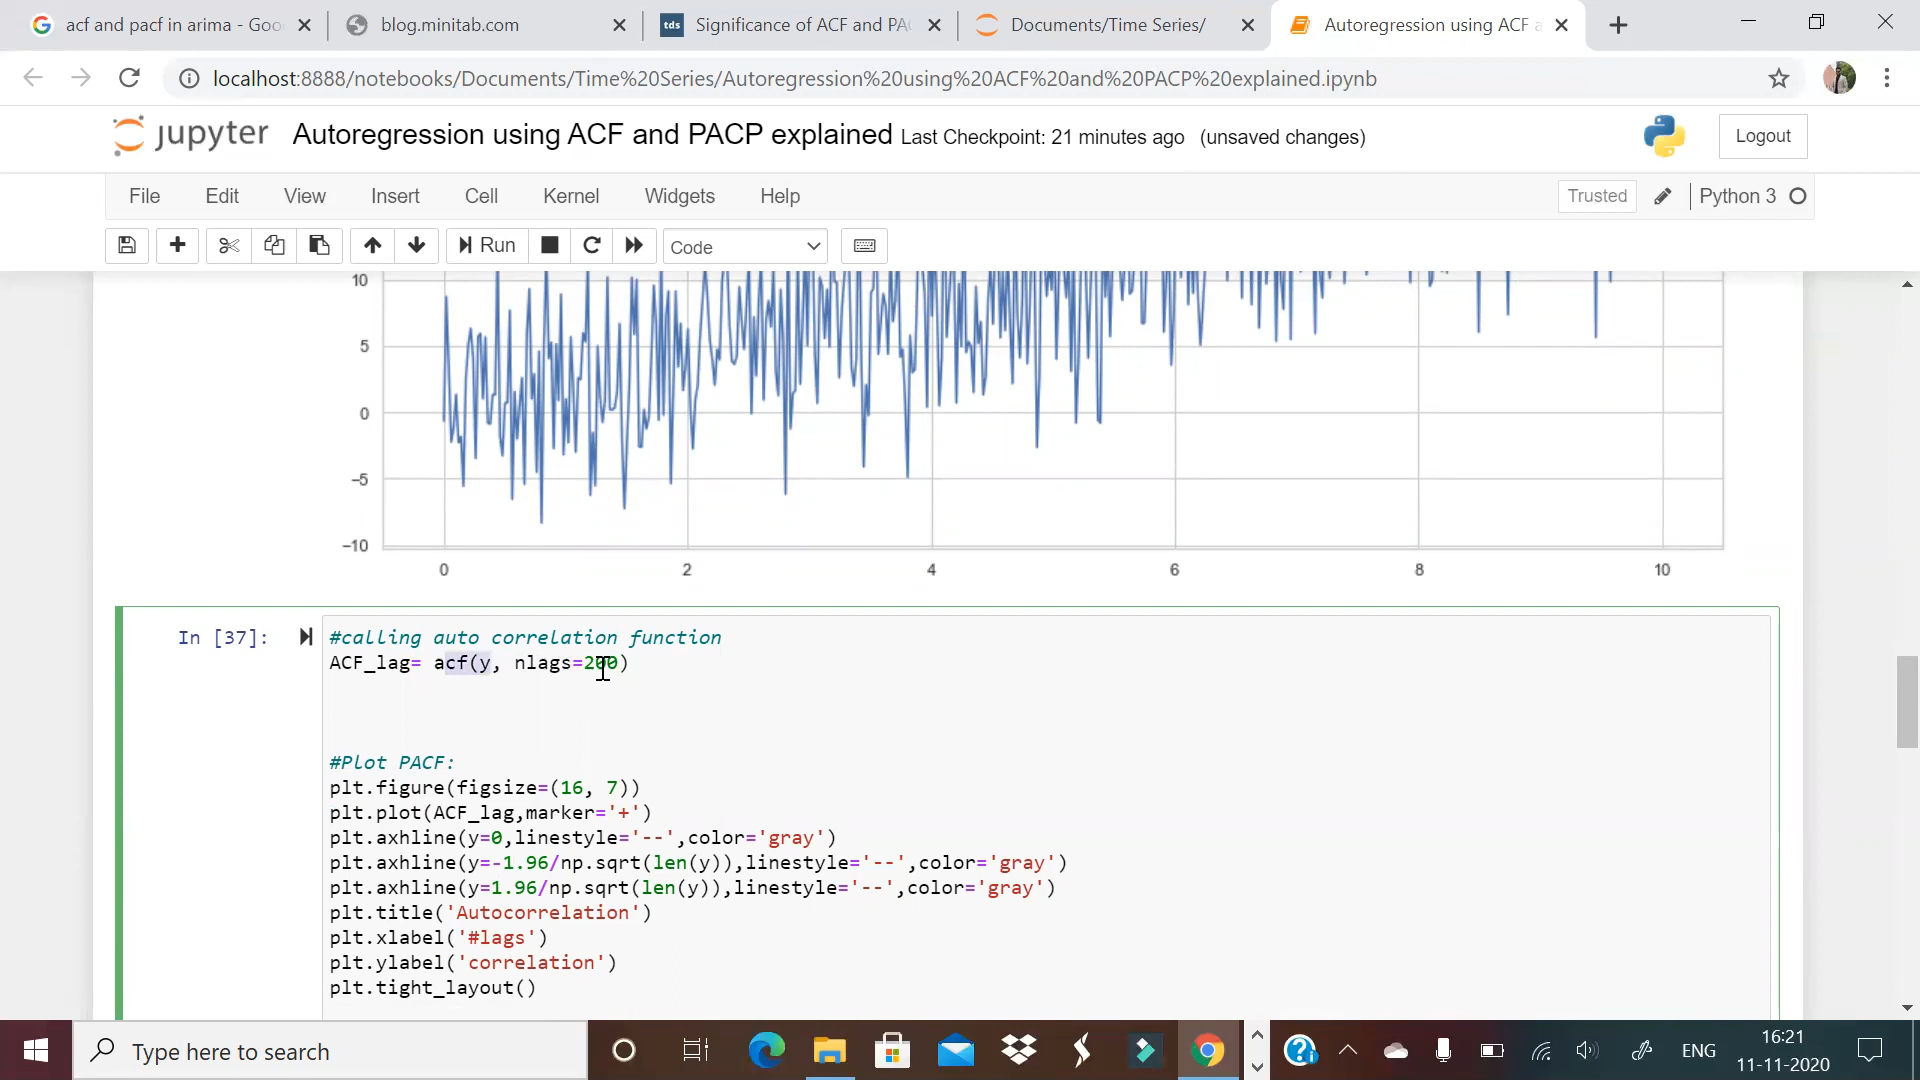 acf and pacf in arima - Goo
blog.minitab.com
tds Significance of ACF and PA
Documents/Time Series/
Autoregression using ACF a
localhost:8888/notebooks/Documents/Time%20Series/Autoregression%20using%20ACF%20and%20PACP%20explained.ipynb
jupyter Autoregression using ACF and PACP explained Last Checkpoint: 21 minutes ago (unsaved changes)
Logout
File Edit View Insert Cell Kernel Widgets Help
Trusted Python 3
Run Code
10
5
0
−5
−10
0 2 4 6 8 10
In [37]:
#calling auto correlation function
ACF_lag= acf(y, nlags=200)
#Plot PACF:
plt.figure(figsize=(16, 7))
plt.plot(ACF_lag,marker='+')
plt.axhline(y=0,linestyle='--',color='gray')
plt.axhline(y=-1.96/np.sqrt(len(y)),linestyle='--',color='gray')
plt.axhline(y=1.96/np.sqrt(len(y)),linestyle='--',color='gray')
plt.title('Autocorrelation')
plt.xlabel('#lags')
plt.ylabel('correlation')
plt.tight_layout()
Type here to search
ENG
16:21
11-11-2020